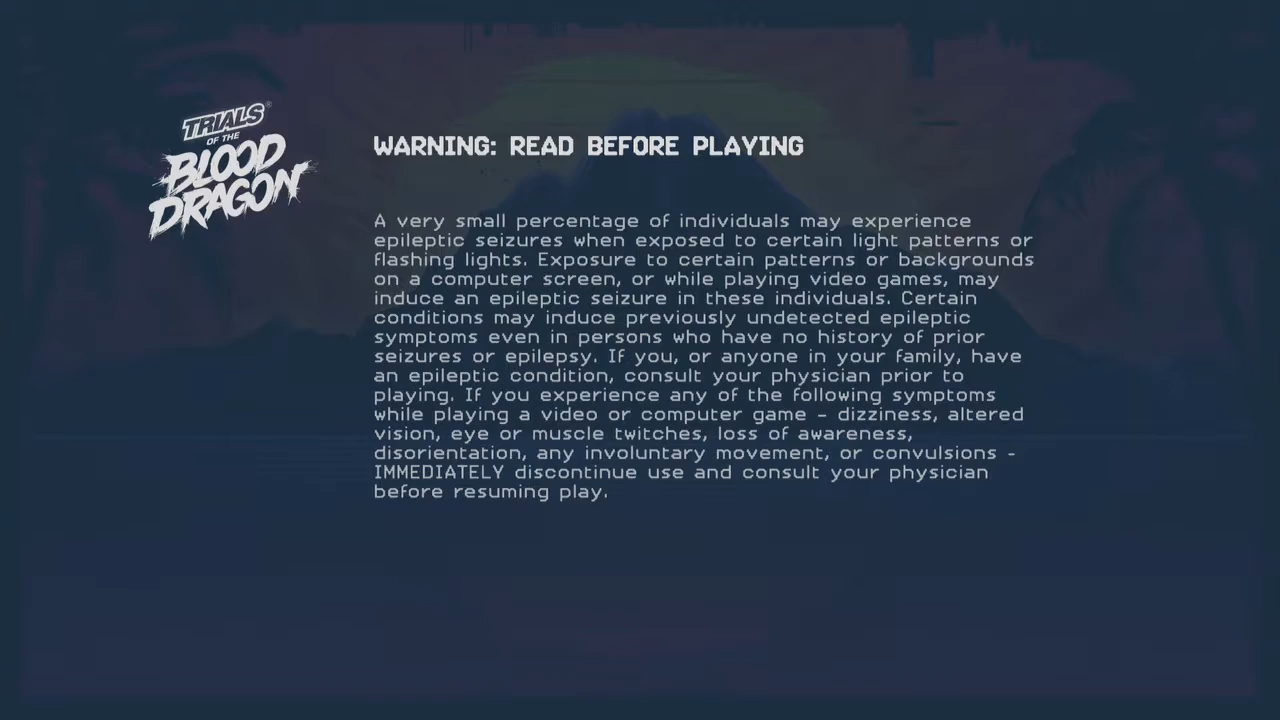 TRIALS®
OF THE
BLOOD
DRAGON
WARNING: READ BEFORE PLAYING
A very small percentage of individuals may experience
epileptic seizures when exposed to certain light patterns or
flashing lights. Exposure to certain patterns or backgrounds
on a computer screen, or while playing video games, may
induce an epileptic seizure in these individuals. Certain
conditions may induce previously undetected epileptic
symptoms even in persons who have no history of prior
seizures or epilepsy. If you, or anyone in your family, have
an epileptic condition, consult your physician prior to
playing. If you experience any of the following symptoms
while playing a video or computer game – dizziness, altered
vision, eye or muscle twitches, loss of awareness,
disorientation, any involuntary movement, or convulsions -
IMMEDIATELY discontinue use and consult your physician
before resuming play.